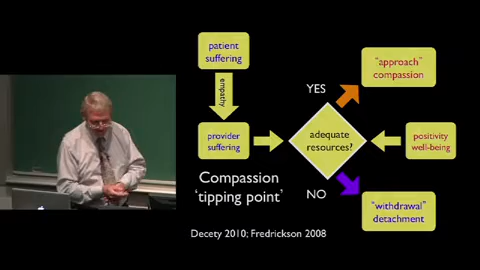 patient
suffering
empathy
provider
suffering
YES
"approach"
compassion
adequate
resources?
positivity
well-being
NO
"withdrawal"
detachment
Compassion
'tipping point'
Decety 2010; Fredrickson 2008